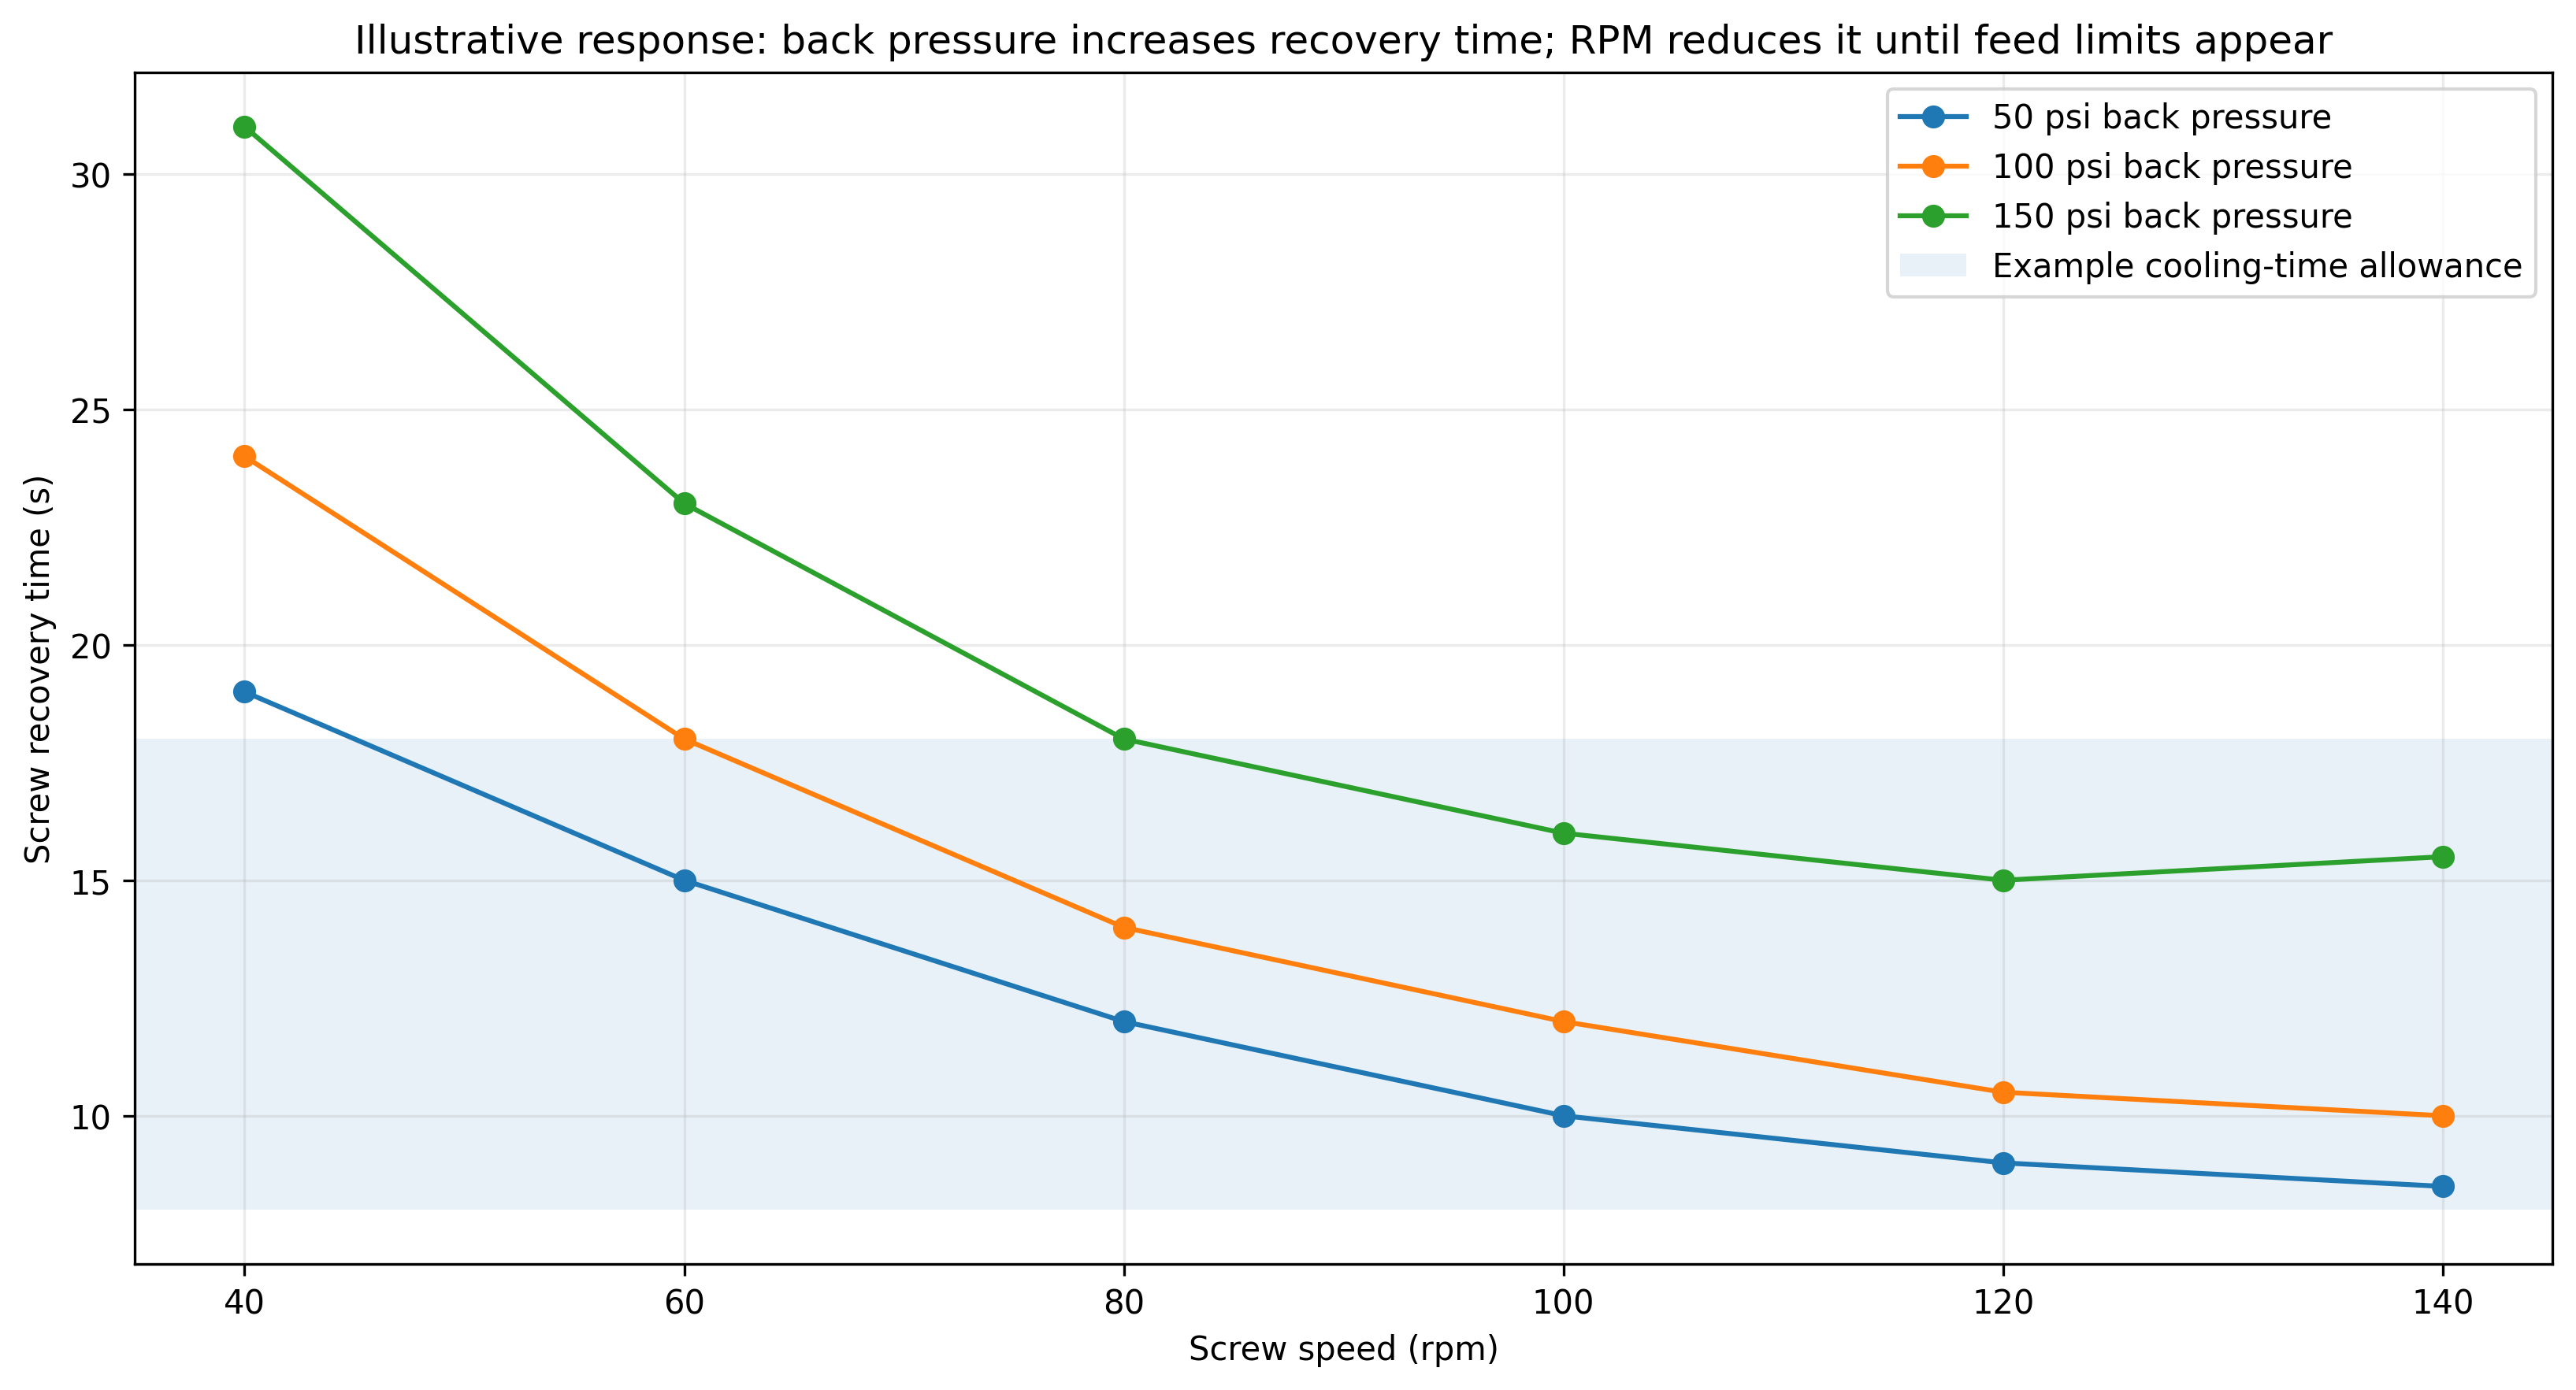 Illustrative response: back pressure increases recovery time; RPM reduces it until feed limits appear
50 psi back pressure
100 psi back pressure
150 psi back pressure
Example cooling-time allowance
Screw recovery time (s)
30
25
20
15
10
40 60 80 100 120 140
Screw speed (rpm)